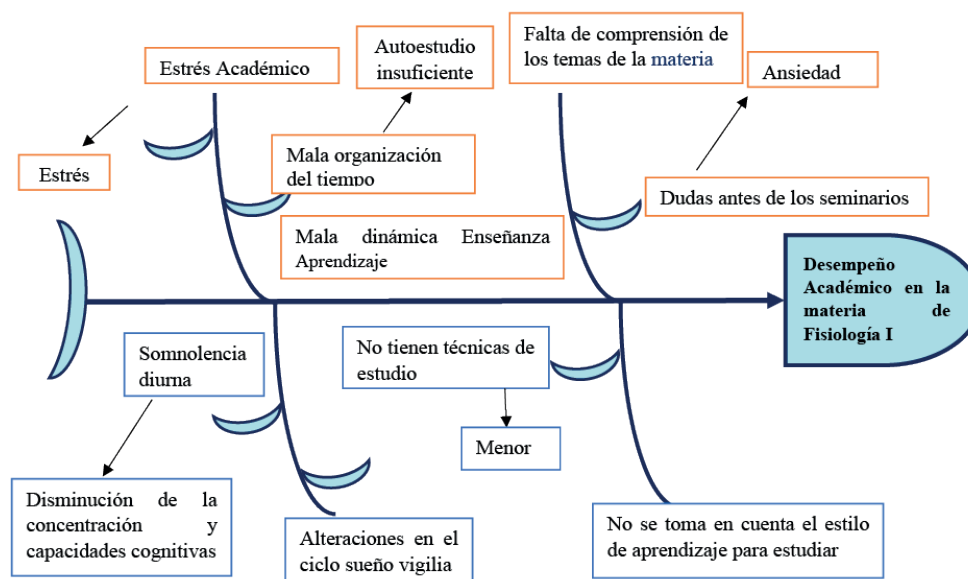 Falta de comprensión de
los temas de la materia
Autoestudio
insuficiente
Estrés Académico
Ansiedad
Estrés
Mala organización
del tiempo
Dudas antes de los seminarios
Mala dinámica Enseñanza
Aprendizaje
Desempeño
Académico en la
materia de
Fisiología I
Somnolencia
diurna
No tienen técnicas de
estudio
Menor
Disminución de la
concentración y
capacidades cognitivas
Alteraciones en el
ciclo sueño vigilia
No se toma en cuenta el estilo
de aprendizaje para estudiar